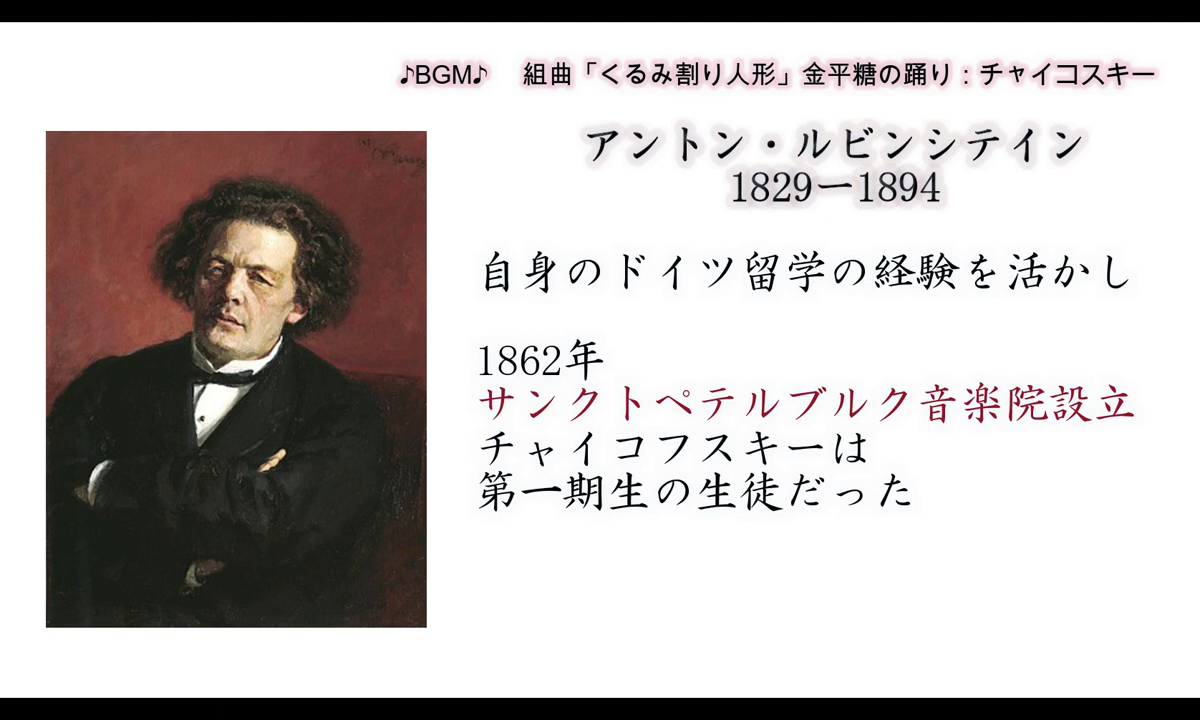 ♪BGM♪　組曲「くるみ割り人形」金平糖の踊り：チャイコスキー
アントン・ルビンシテイン
1829ー1894
自身のドイツ留学の経験を活かし
1862年
サンクトペテルブルク音楽院設立
チャイコフスキーは
第一期生の生徒だった